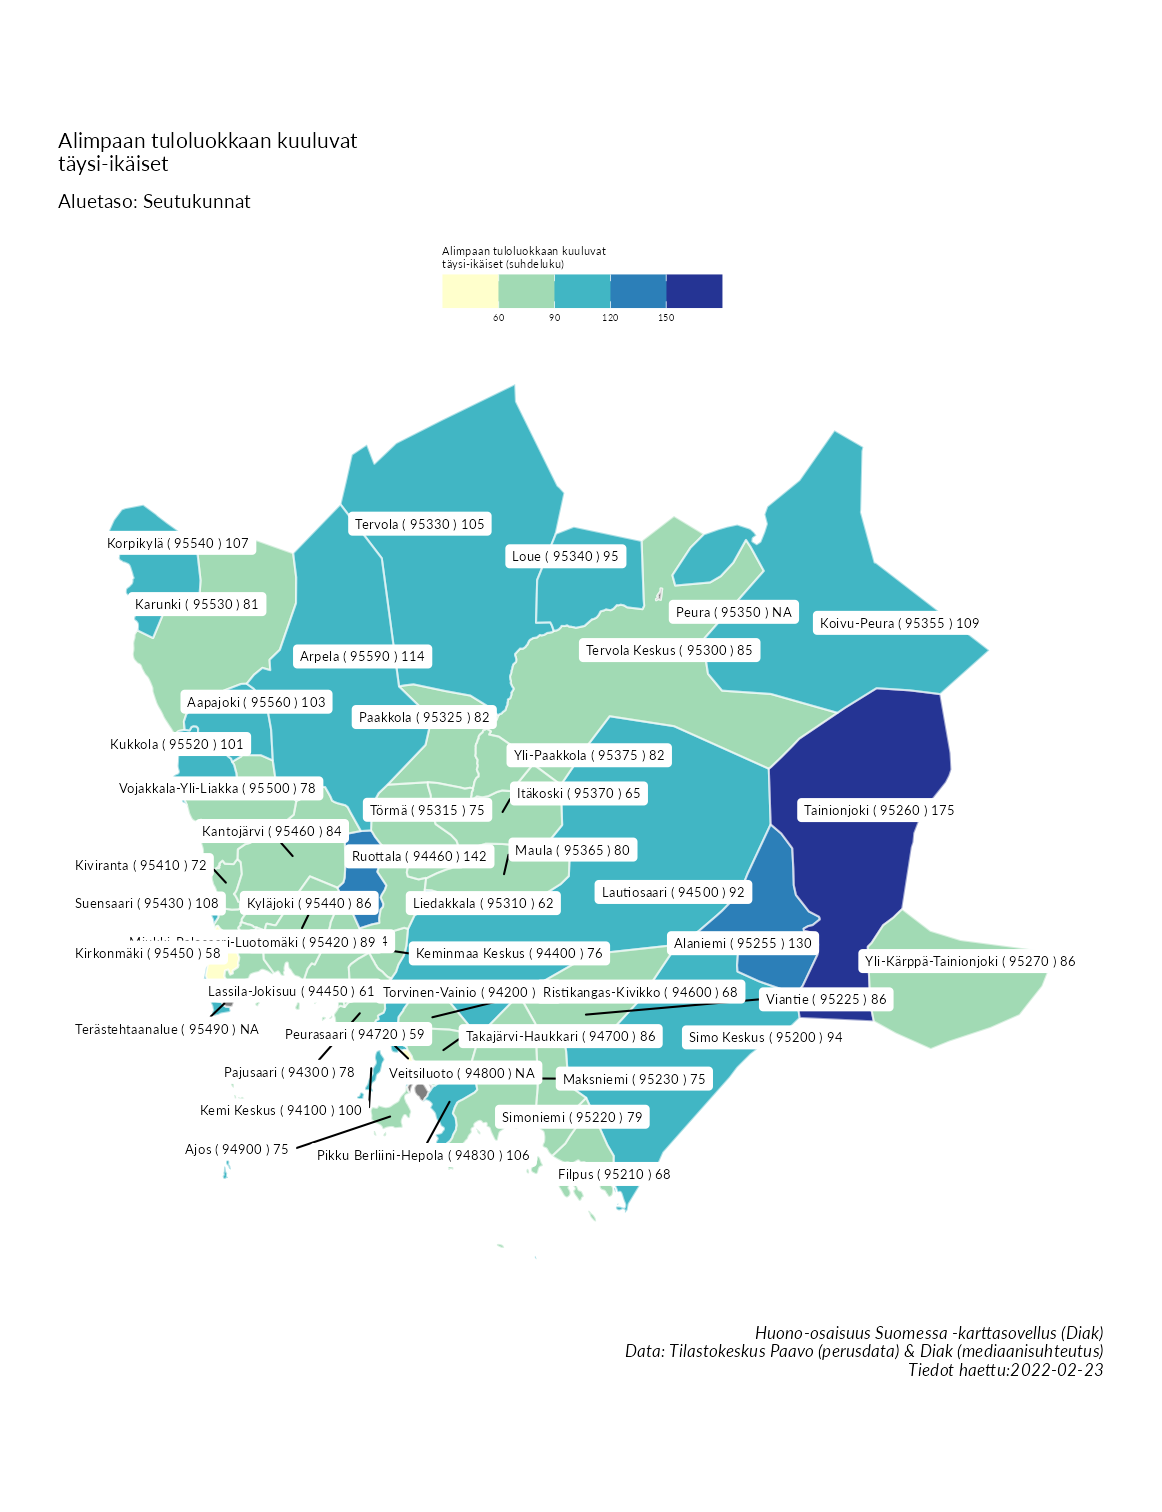 Alimpaan tuloluokkaan kuuluvat
täysi-ikäiset
Aluetaso: Seutukunnat
Alimpaan tuloluokkaan kuuluvat
täysi-ikäiset (suhdeluku)
60 90 120 150
Tervola ( 95330 ) 105
Korpikylä ( 95540 ) 107
Loue ( 95340 ) 95
Karunki ( 95530 ) 81
Peura ( 95350 ) NA
Koivu-Peura ( 95355 ) 109
Tervola Keskus ( 95300 ) 85
Arpela ( 95590 ) 114
Aapajoki ( 95560 ) 103
Paakkola ( 95325 ) 82
Kukkola ( 95520 ) 101
Yli-Paakkola ( 95375 ) 82
Vojakkala-Yli-Liakka ( 95500 ) 78
Itäkoski ( 95370 ) 65
Törmä ( 95315 ) 75
Tainionjoki ( 95260 ) 175
Kantojärvi ( 95460 ) 84
Maula ( 95365 ) 80
Ruottala ( 94460 ) 142
Kiviranta ( 95410 ) 72
Lautiosaari ( 94500 ) 92
Suensaari ( 95430 ) 108
Kyläjoki ( 95440 ) 86
Liedakkala ( 95310 ) 62
-Luotomäki ( 95420 ) 89
Alaniemi ( 95255 ) 130
Kirkonmäki ( 95450 ) 58
Keminmaa Keskus ( 94400 ) 76
Yli-Kärppä-Tainionjoki ( 95270 ) 86
Lassila-Jokisuu ( 94450 ) 61
Torvinen-Vainio ( 94200 )
Ristikangas-Kivikko ( 94600 ) 68
Viantie ( 95225 ) 86
Terästehtaanalue ( 95490 ) NA
Peurasaari ( 94720 ) 59
Takajärvi-Haukkari ( 94700 ) 86
Simo Keskus ( 95200 ) 94
Pajusaari ( 94300 ) 78
Veitsiluoto ( 94800 ) NA
Maksniemi ( 95230 ) 75
Kemi Keskus ( 94100 ) 100
Simoniemi ( 95220 ) 79
Ajos ( 94900 ) 75
Pikku Berliini-Hepola ( 94830 ) 106
Filpus ( 95210 ) 68
Huono-osaisuus Suomessa -karttasovellus (Diak)
Data: Tilastokeskus Paavo (perusdata) & Diak (mediaanisuhteutus)
Tiedot haettu:2022-02-23